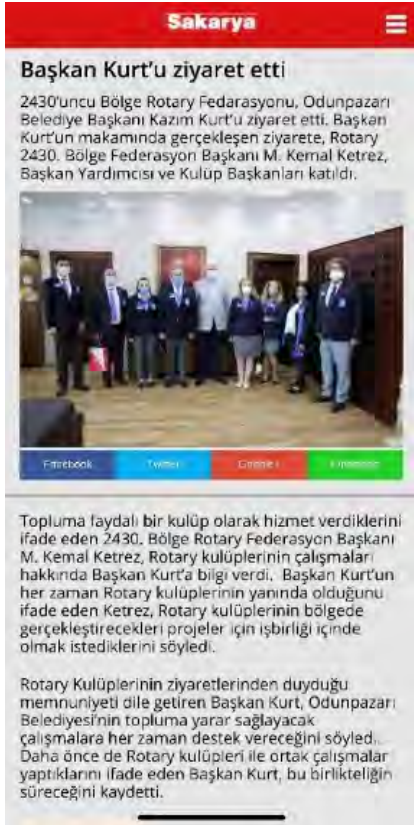 Sakarya
Başkan Kurt'u ziyaret etti
2430'uncu Bölge Rotary Fedarasyonu, Odunpazarı
Belediye Başkanı Kazım Kurt'u ziyaret etti. Başkan
Kurt'un makamında gerçekleşen ziyarete, Rotary
2430. Bölge Federasyon Başkanı M. Kemal Ketrez,
Başkan Yardımcısı ve Kulüp Başkanları katıldı.
Facebook
Twitter
Google+
Topluma faydalı bir kulüp olarak hizmet verdiklerini
ifade eden 2430. Bölge Rotary Federasyon Başkanı
M. Kemal Ketrez, Rotary kulüplerinin çalışmaları
hakkında Başkan Kurt'a bilgi verdi. Başkan Kurt'un
her zaman Rotary kulüplerinin yanında olduğunu
ifade eden Ketrez, Rotary kulüplerinin bölgede
gerçekleştirecekleri projeler için işbirliği içinde
olmak istediklerini söyledi.
Rotary Kulüplerinin ziyaretlerinden duyduğu
memnuniyeti dile getiren Başkan Kurt, Odunpazarı
Belediyesi'nin topluma yarar sağlayacak
çalışmalara her zaman destek vereceğini söyledi.
Daha önce de Rotary kulüpleri ile ortak çalışmalar
yaptıklarını ifade eden Başkan Kurt, bu birlikteliğin
süreceğini kaydetti.